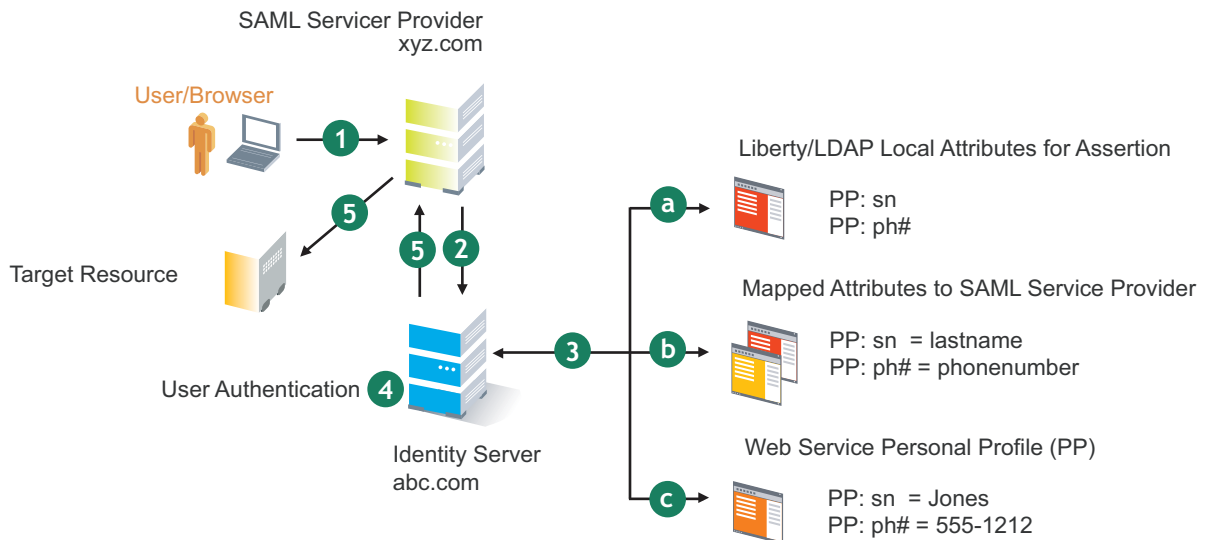 SAML Servicer Provider
xyz.com
User/Browser
1
5
5
2
Target Resource
User Authentication 4
Identity Server
abc.com
3
a
Liberty/LDAP Local Attributes for Assertion
PP: sn
PP: ph#
b
Mapped Attributes to SAML Service Provider
PP: sn = lastname
PP: ph# = phonenumber
c
Web Service Personal Profile (PP)
PP: sn = Jones
PP: ph# = 555-1212